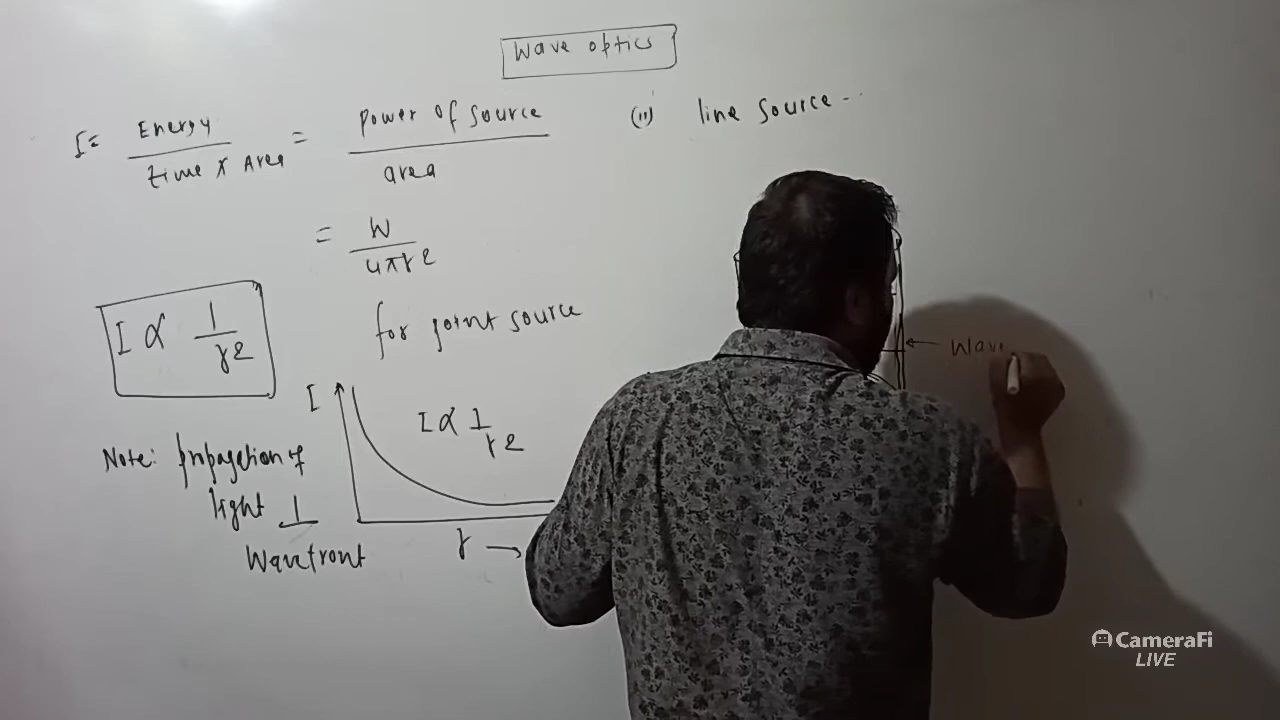 Wave optics
I = Energy / time × Area = Power of source / area
= W / 4πr2
I ∝ 1 / r2
for point source
I
I ∝ 1 / r2
r →
Note: propagation of
light ⊥
Wavefront
(ii) line source..
← Wave
CameraFi
LIVE